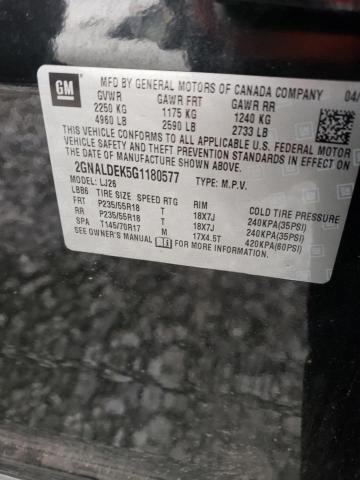 GM
MFD BY GENERAL MOTORS OF CANADA COMPANY 04/
GVWR GAWR FRT GAWR RR
2250 KG 1175 KG 1240 KG
4960 LB 2590 LB 2733 LB
THIS VEHICLE CONFORMS TO ALL APPLICABLE U.S. FEDERAL MOTOR
VEHICLE SAFETY AND THEFT PREVENTION STANDARDS IN EFFECT ON
THE DATE OF MANUFACTURE SHOWN ABOVE.
2GNALDEK5G1180577 TYPE: M.P.V.
MODEL: LJ26
LBBB TIRE SIZE SPEED RTG RIM COLD TIRE PRESSURE
FRT P235/55R18 T 18X7J 240KPA(35PSI)
RR P235/55R18 T 18X7J 240KPA(35PSI)
SPA T145/70R17 M 17X4.5T 420KPA(60PSI)
SEE OWNER'S MANUAL FOR MORE INFORMATION.